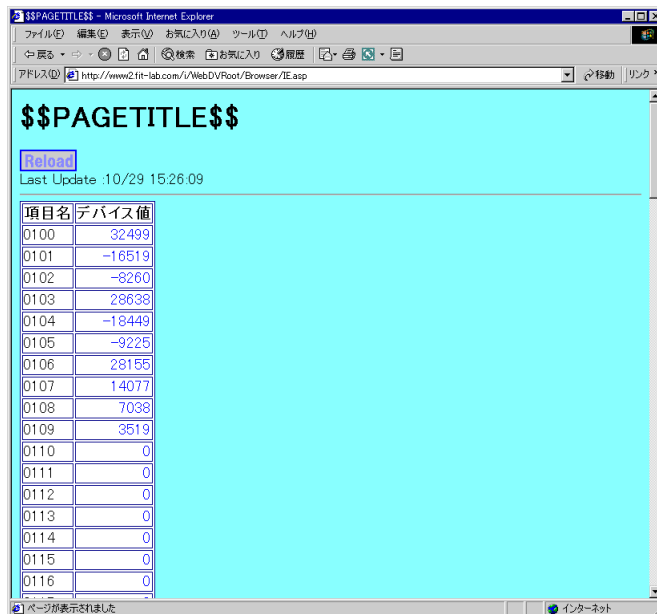 $$PAGETITLE$$ - Microsoft Internet Explorer
ファイル(F) 編集(E) 表示(V) お気に入り(A) ツール(T) ヘルプ(H)
戻る 検索 お気に入り 履歴
アドレス(D) http://www2.fit-lab.com/i/WebDVRoot/Browser/IE.asp 移動 リンク
$$PAGETITLE$$
Reload
Last Update :10/29 15:26:09
項目名 デバイス値
0100 32499
0101 -16519
0102 -8260
0103 28638
0104 -18449
0105 -9225
0106 28155
0107 14077
0108 7038
0109 3519
0110 0
0111 0
0112 0
0113 0
0114 0
0115 0
0116 0
ページが表示されました インターネット